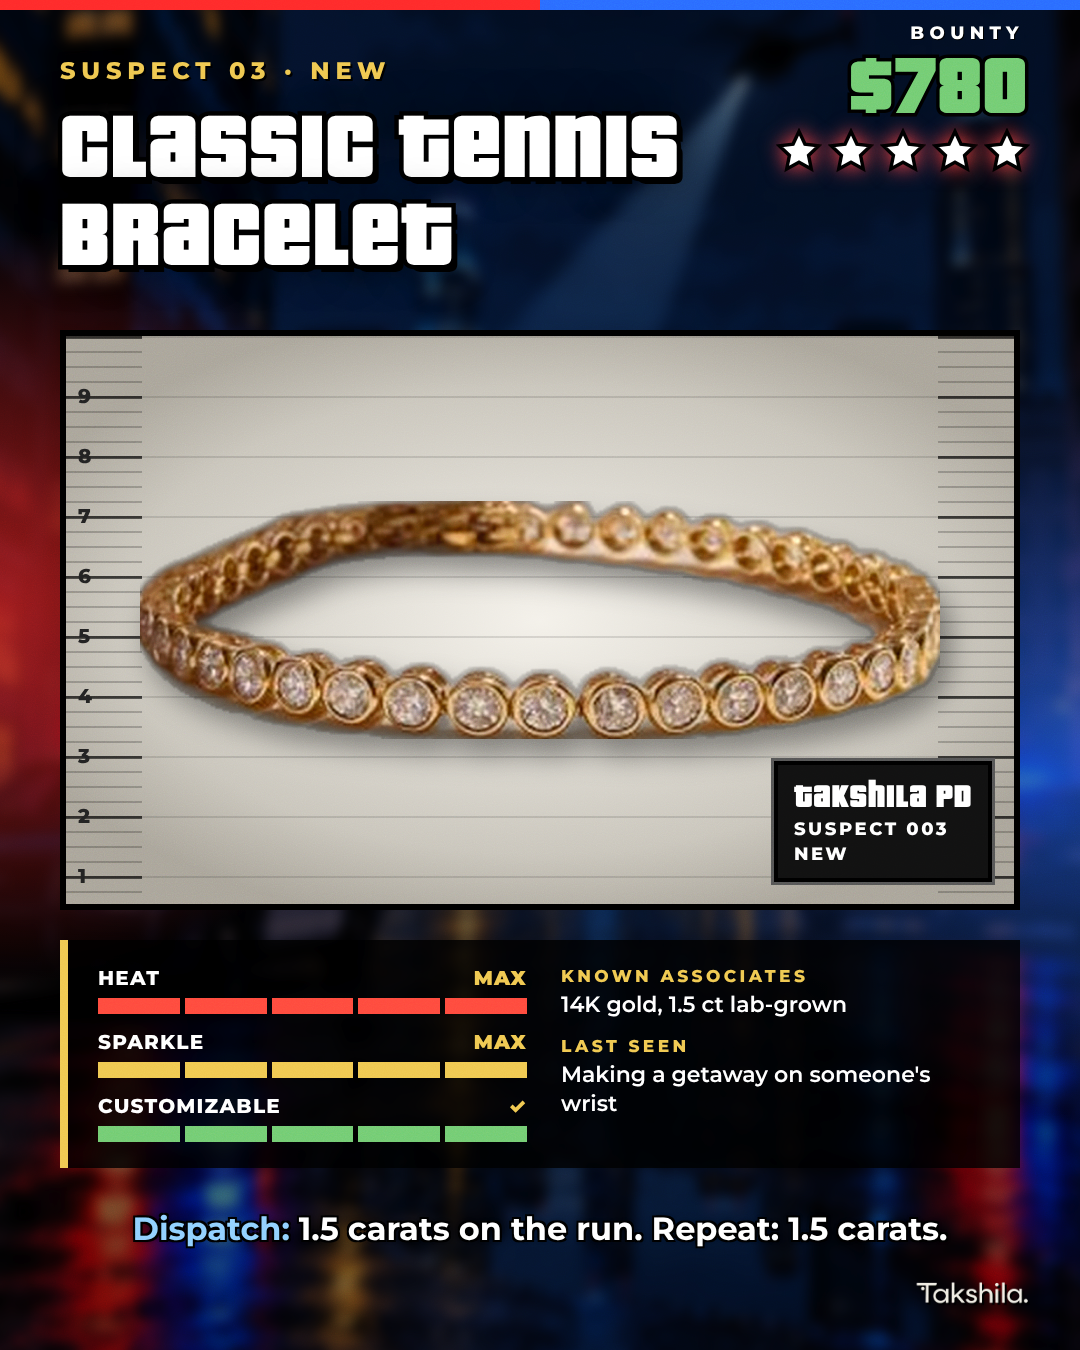 BOUNTY
SUSPECT 03 · NEW
$780
CLASSIC TENNIS
BRACELET
9
8
7
6
5
4
3
2
1
TAKSHILA PD
SUSPECT 003
NEW
HEAT MAX
SPARKLE MAX
CUSTOMIZABLE ✓
KNOWN ASSOCIATES
14K gold, 1.5 ct lab-grown
LAST SEEN
Making a getaway on someone's
wrist
Dispatch: 1.5 carats on the run. Repeat: 1.5 carats.
Takshila.